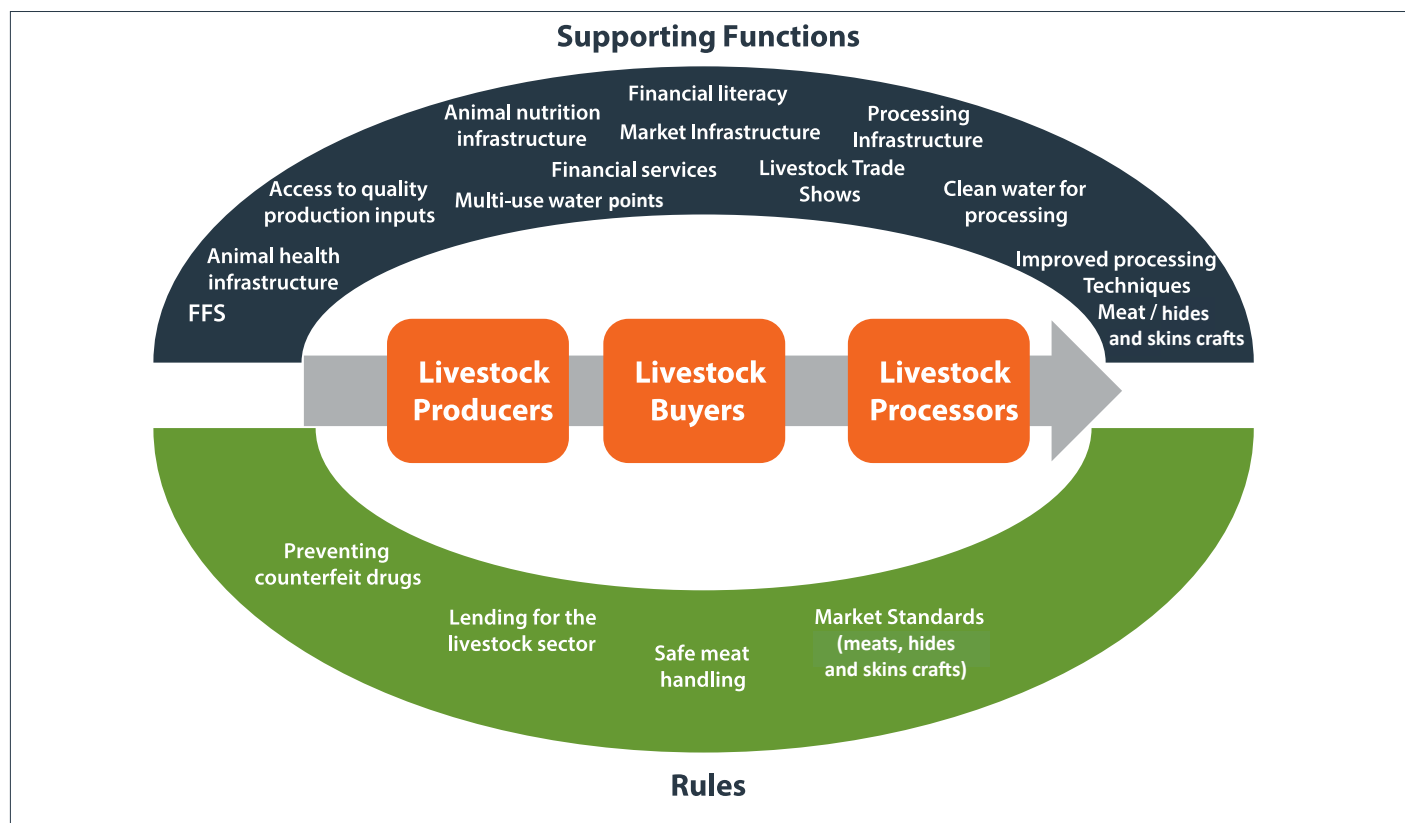 Supporting Functions
Financial literacy
Animal nutrition
infrastructure
Market Infrastructure
Processing
Infrastructure
Financial services
Livestock Trade
Shows
Access to quality
production inputs
Multi-use water points
Clean water for
processing
Animal health
infrastructure
FFS
Improved processing
Techniques
Meat / hides
and skins crafts
Livestock
Producers
Livestock
Buyers
Livestock
Processors
Preventing
counterfeit drugs
Lending for the
livestock sector
Safe meat
handling
Market Standards
(meats, hides
and skins crafts)
Rules